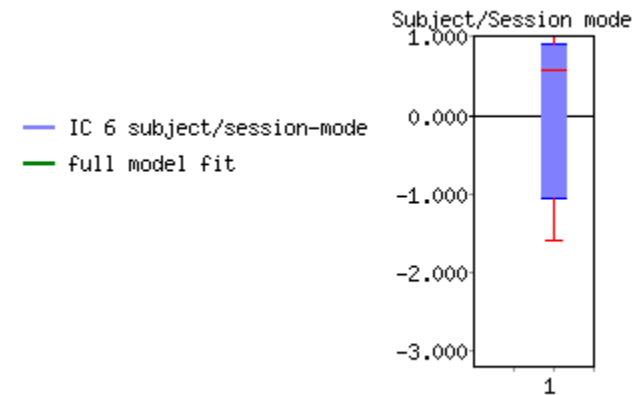 Subject/Session mode
1.000
IC 6 subject/session-mode
0.000
full model fit
-1.000
-2.000
-3.000
1